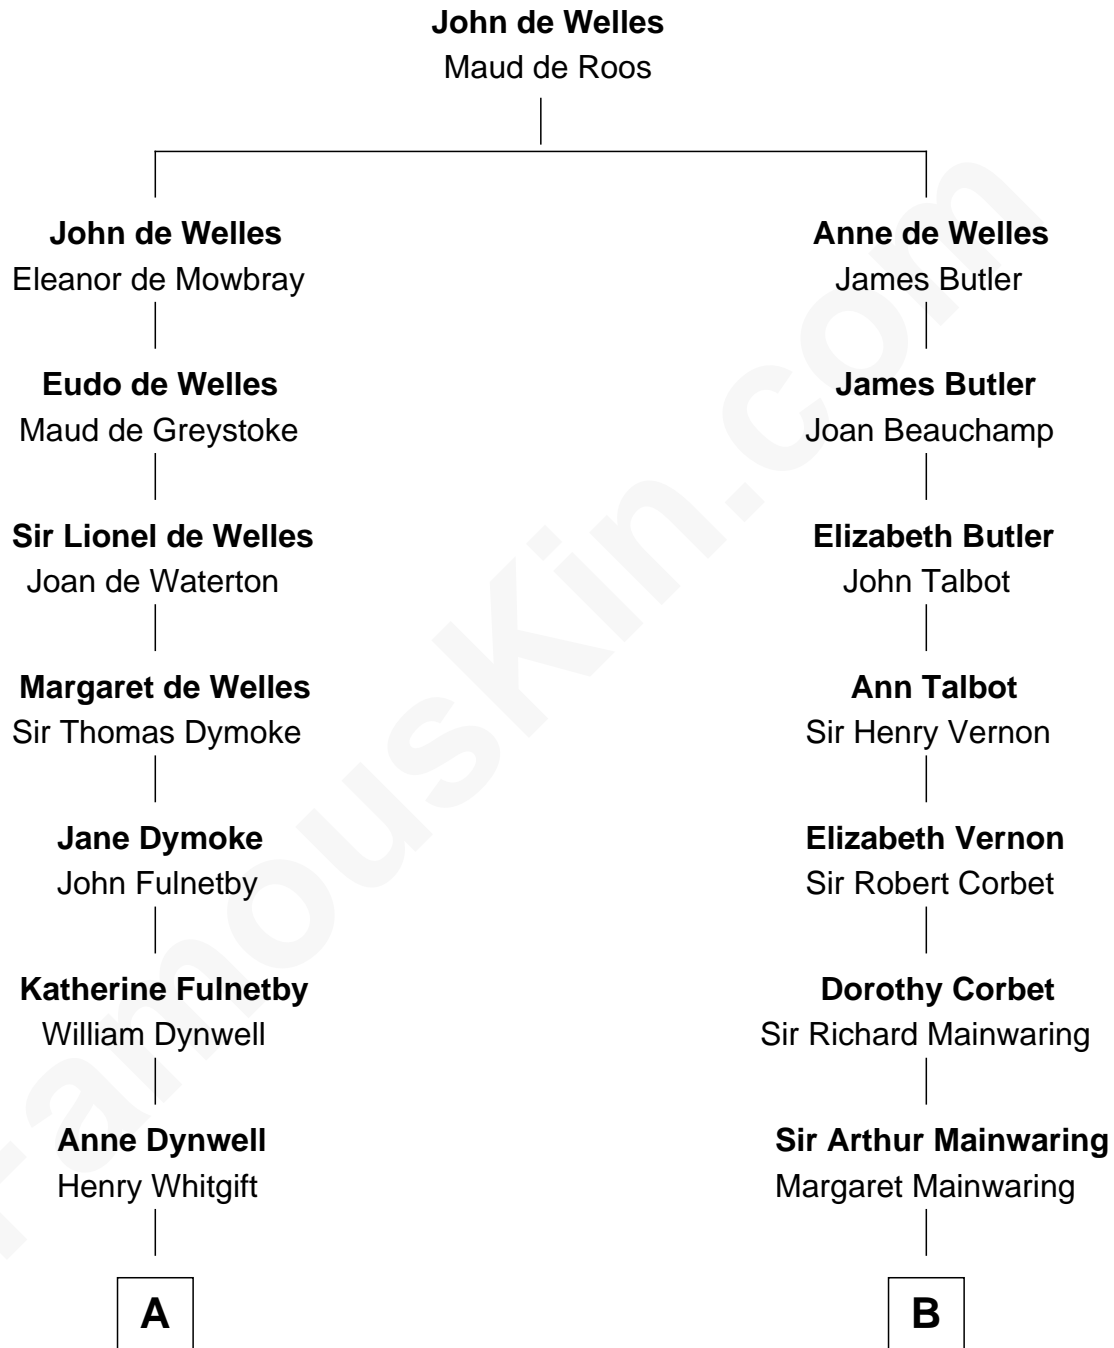 John de Welles
Maud de Roos
John de Welles
Eleanor de Mowbray
Anne de Welles
James Butler
Eudo de Welles
Maud de Greystoke
James Butler
Joan Beauchamp
Sir Lionel de Welles
Joan de Waterton
Elizabeth Butler
John Talbot
Margaret de Welles
Sir Thomas Dymoke
Ann Talbot
Sir Henry Vernon
Jane Dymoke
John Fulnetby
Elizabeth Vernon
Sir Robert Corbet
Katherine Fulnetby
William Dynwell
Dorothy Corbet
Sir Richard Mainwaring
Anne Dynwell
Henry Whitgift
Sir Arthur Mainwaring
Margaret Mainwaring
A
B
FamousKin.com